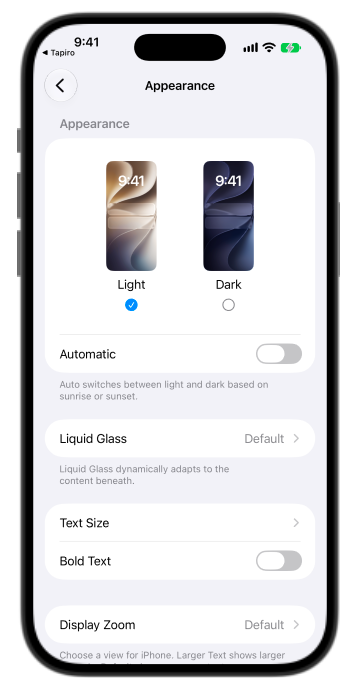 9:41
◀ Tapiro
Appearance
Appearance
9:41
9:41
Light
Dark
Automatic
Auto switches between light and dark based on
sunrise or sunset.
Liquid Glass
Default
Liquid Glass dynamically adapts to the
content beneath.
Text Size
Bold Text
Display Zoom
Default
Choose a view for iPhone. Larger Text shows larger